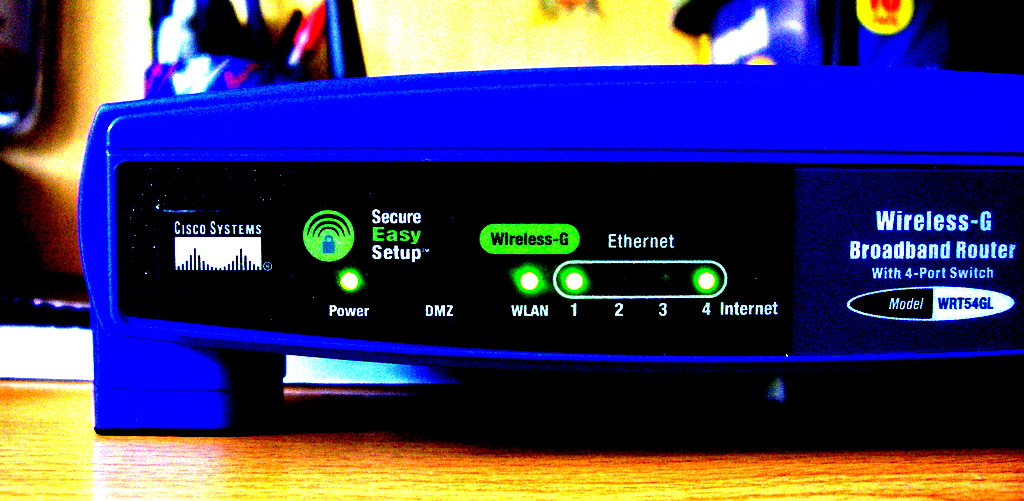 CISCO SYSTEMS
Secure
Easy
Setup™
Wireless-G
Ethernet
Power
DMZ
WLAN
1
2
3
4
Internet
Wireless-G
Broadband Router
With 4-Port Switch
Model WRT54GL